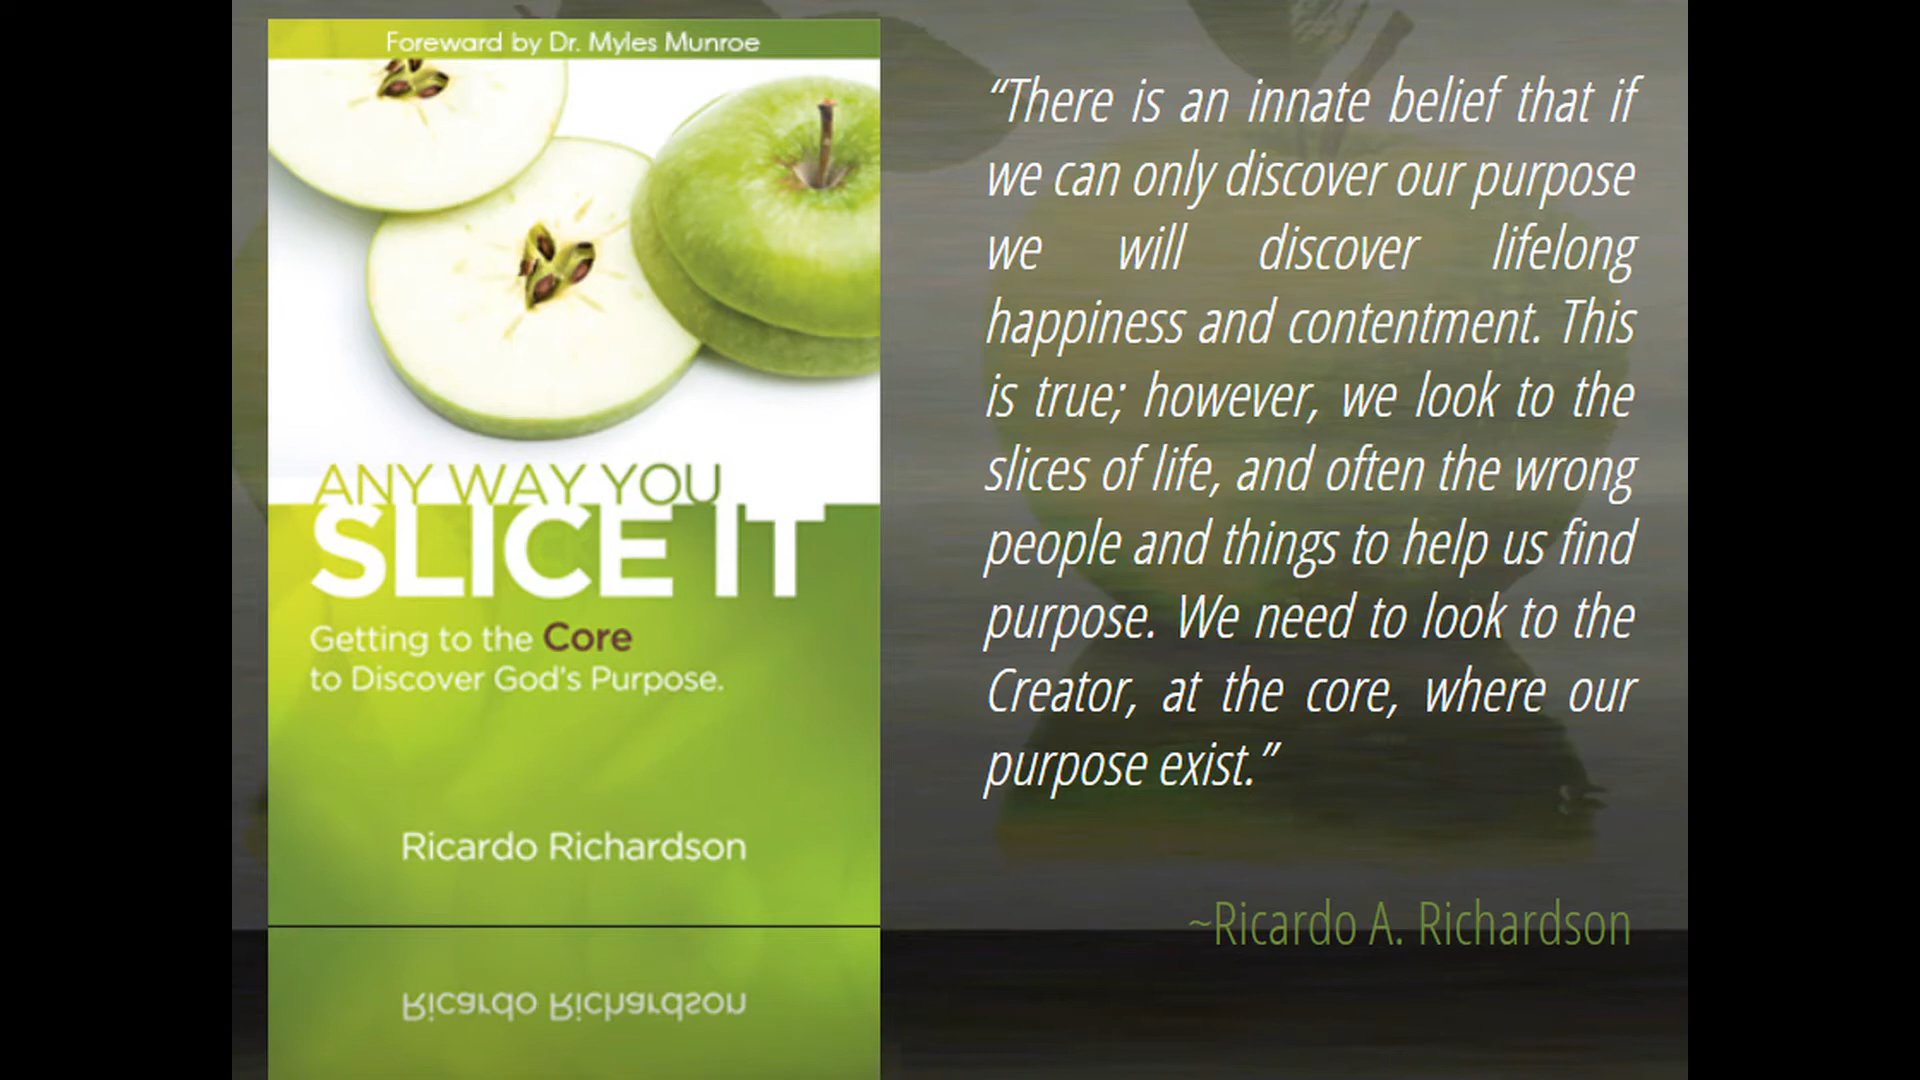 Foreward by Dr. Myles Munroe
ANY WAY YOU
SLICE IT
Getting to the Core
to Discover God's Purpose.
Ricardo Richardson
Ricardo Richardson
“There is an innate belief that if
we can only discover our purpose
we will discover lifelong
happiness and contentment. This
is true; however, we look to the
slices of life, and often the wrong
people and things to help us find
purpose. We need to look to the
Creator, at the core, where our
purpose exist.”
~Ricardo A. Richardson